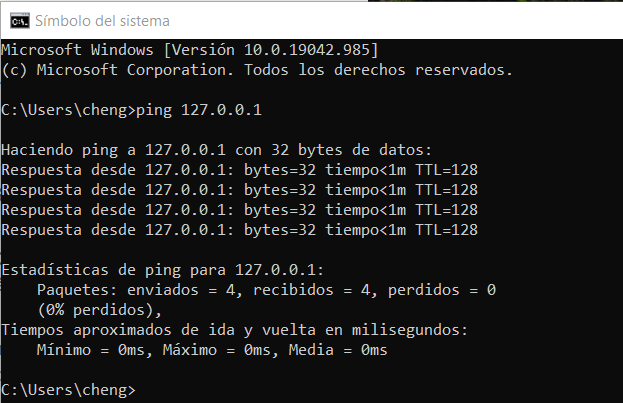 Símbolo del sistema
Microsoft Windows [Versión 10.0.19042.985]
(c) Microsoft Corporation. Todos los derechos reservados.
C:\Users\cheng>ping 127.0.0.1
Haciendo ping a 127.0.0.1 con 32 bytes de datos:
Respuesta desde 127.0.0.1: bytes=32 tiempo<1m TTL=128
Respuesta desde 127.0.0.1: bytes=32 tiempo<1m TTL=128
Respuesta desde 127.0.0.1: bytes=32 tiempo<1m TTL=128
Respuesta desde 127.0.0.1: bytes=32 tiempo<1m TTL=128
Estadísticas de ping para 127.0.0.1:
    Paquetes: enviados = 4, recibidos = 4, perdidos = 0
    (0% perdidos),
Tiempos aproximados de ida y vuelta en milisegundos:
    Mínimo = 0ms, Máximo = 0ms, Media = 0ms
C:\Users\cheng>